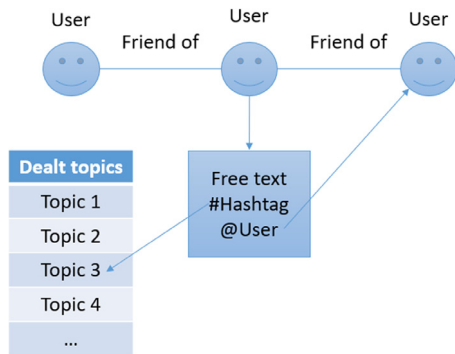 User
User
User
Friend of
Friend of
Dealt topics
Topic 1
Topic 2
Topic 3
Topic 4
...
Free text
#Hashtag
@User